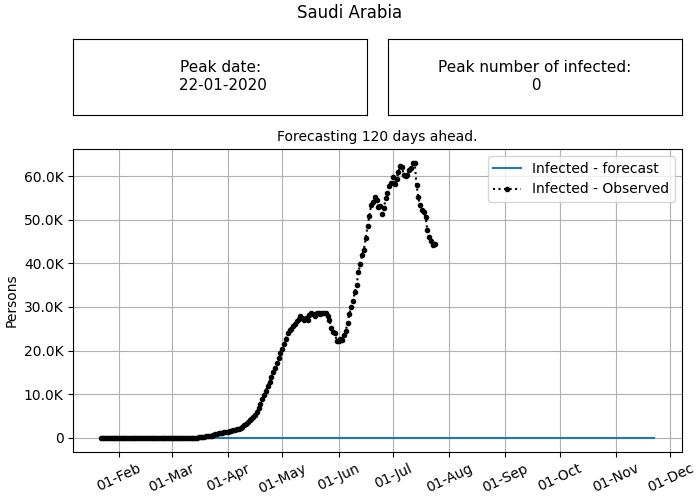 Saudi Arabia
Peak date:
22-01-2020
Peak number of infected:
0
Forecasting 120 days ahead.
Infected - forecast
Infected - Observed
Persons
60.0K
50.0K
40.0K
30.0K
20.0K
10.0K
0
01-Feb
01-Mar
01-Apr
01-May
01-Jun
01-Jul
01-Aug
01-Sep
01-Oct
01-Nov
01-Dec